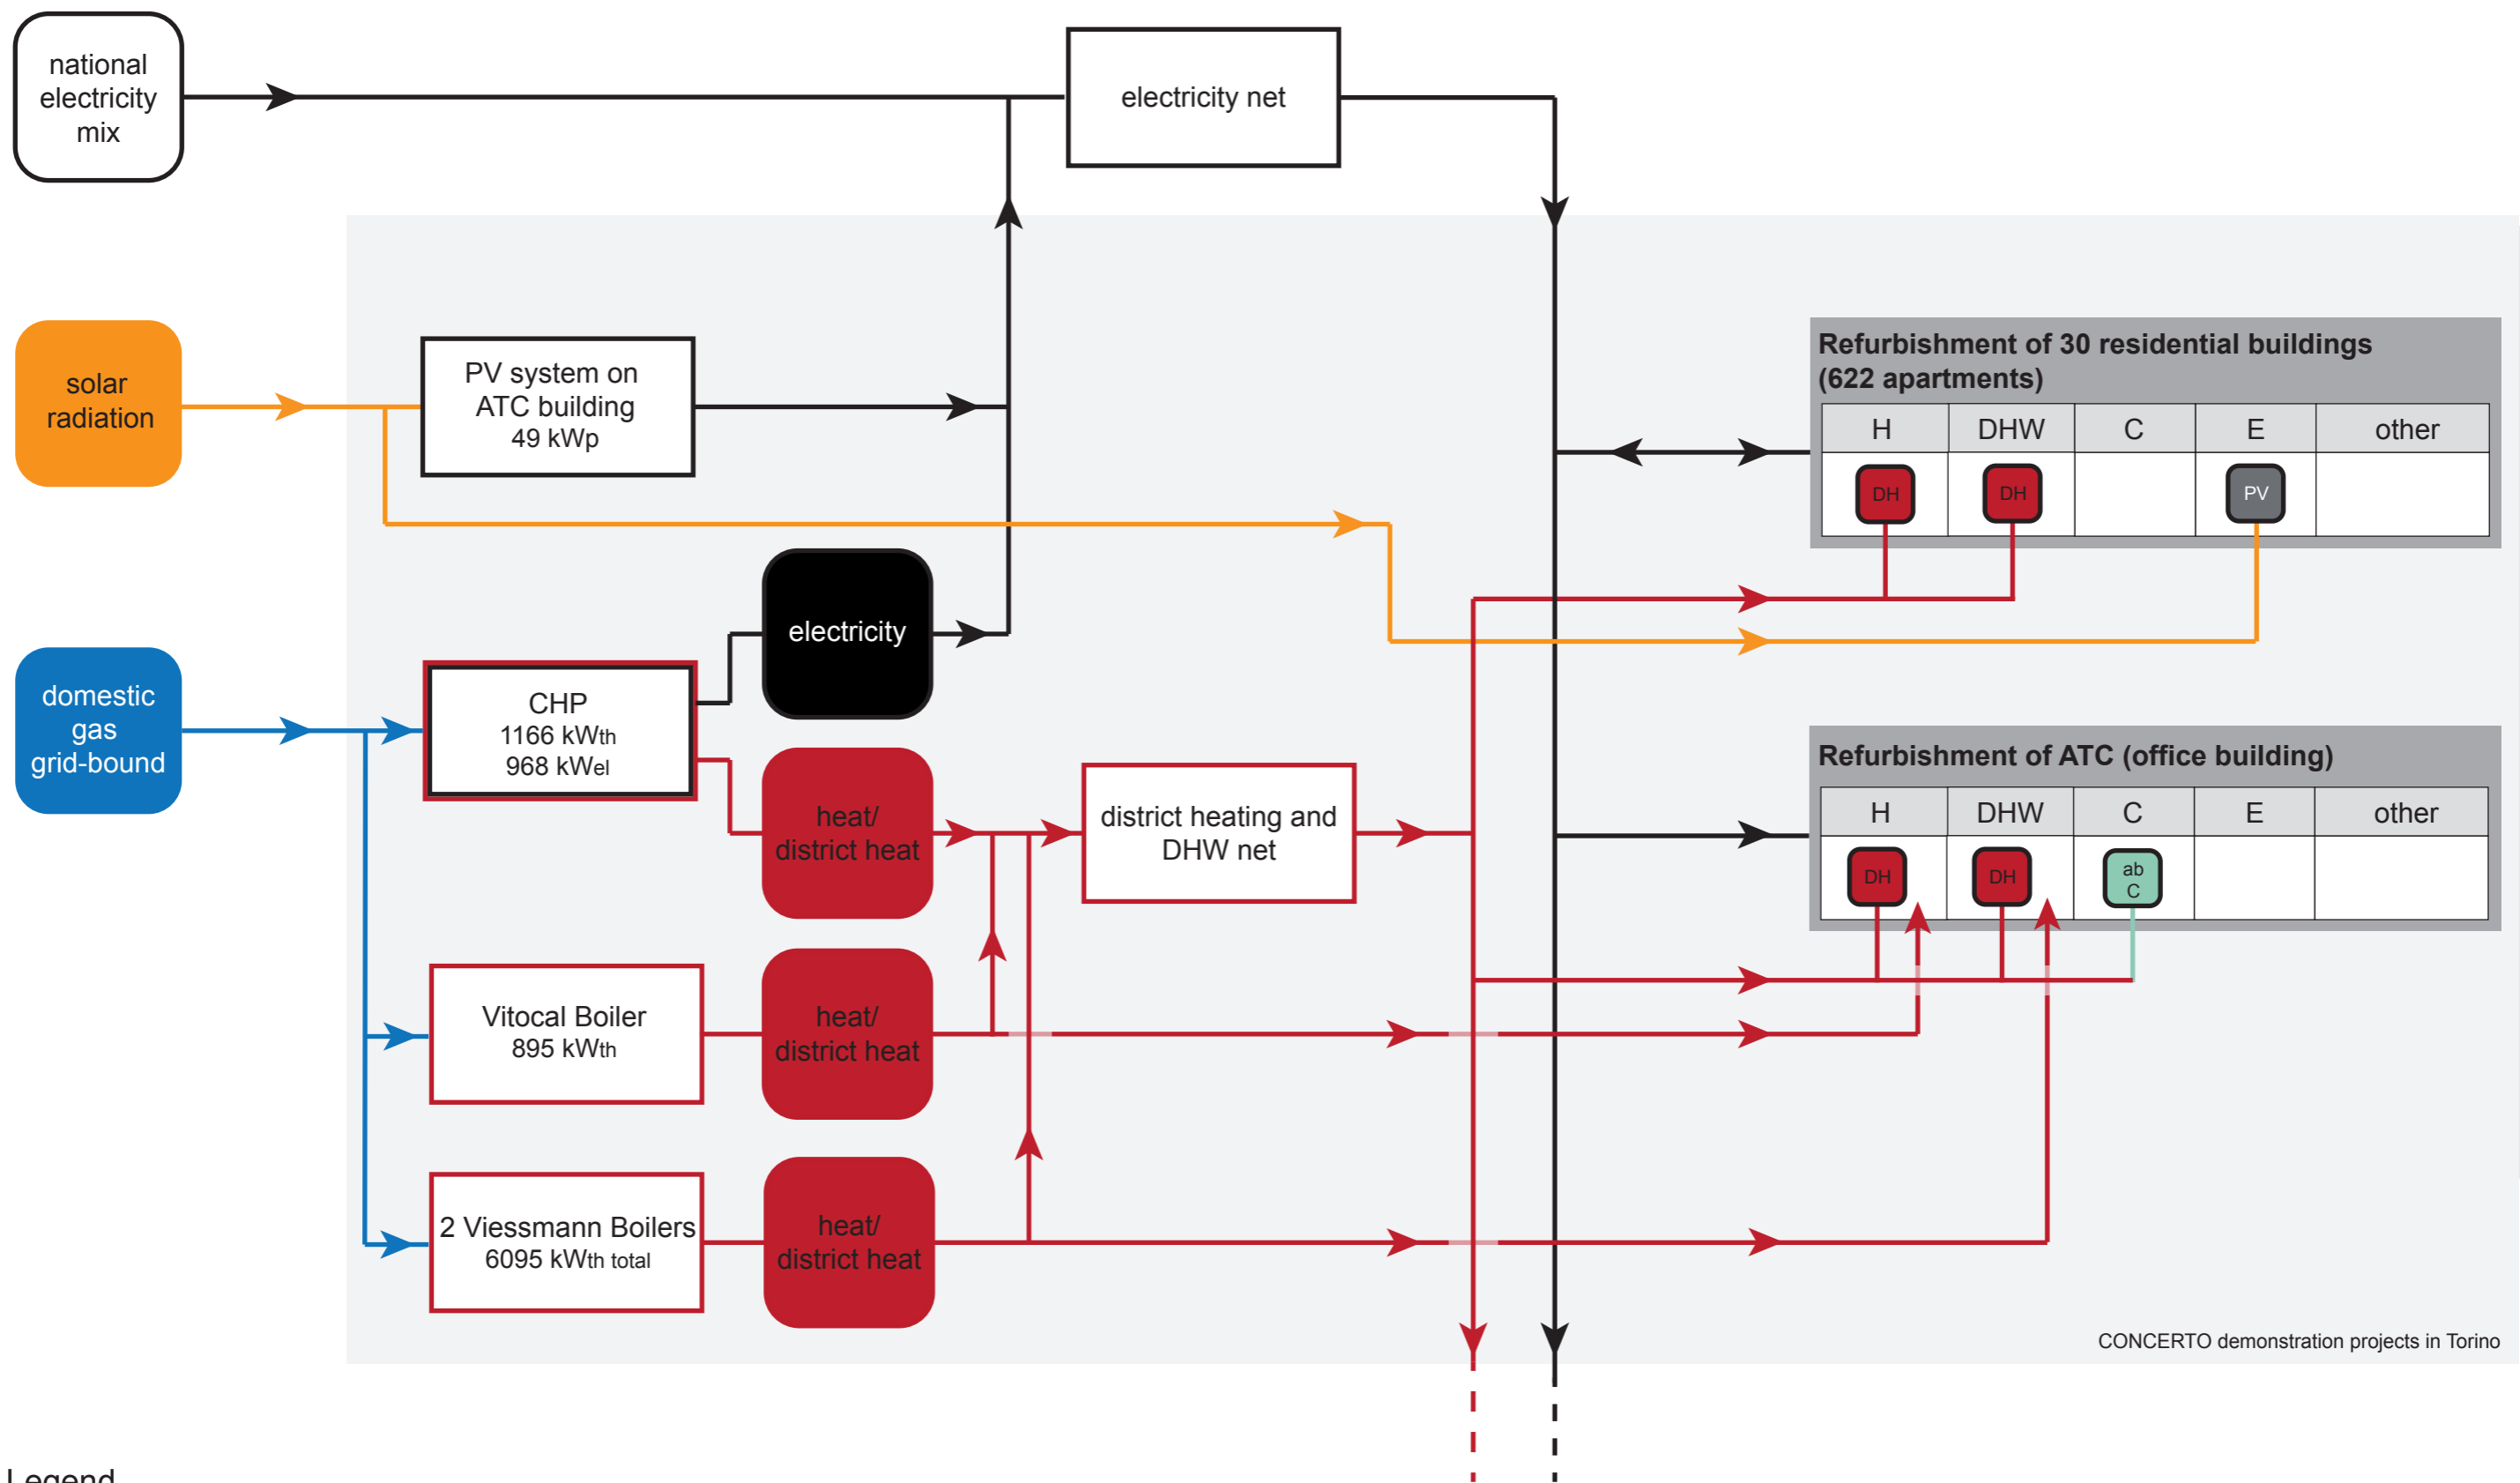 national
electricity
mix
electricity net
solar
radiation
PV system on
ATC building
49 kWp
Refurbishment of 30 residential buildings
(622 apartments)
H DHW C E other
DH DH PV
electricity
domestic
gas
grid-bound
CHP
1166 kWth
968 kWel
heat/
district heat
district heating and
DHW net
Refurbishment of ATC (office building)
H DHW C E other
DH DH ab
C
Vitocal Boiler
895 kWth
heat/
district heat
2 Viessmann Boilers
6095 kWth total
heat/
district heat
CONCERTO demonstration projects in Torino
Legend